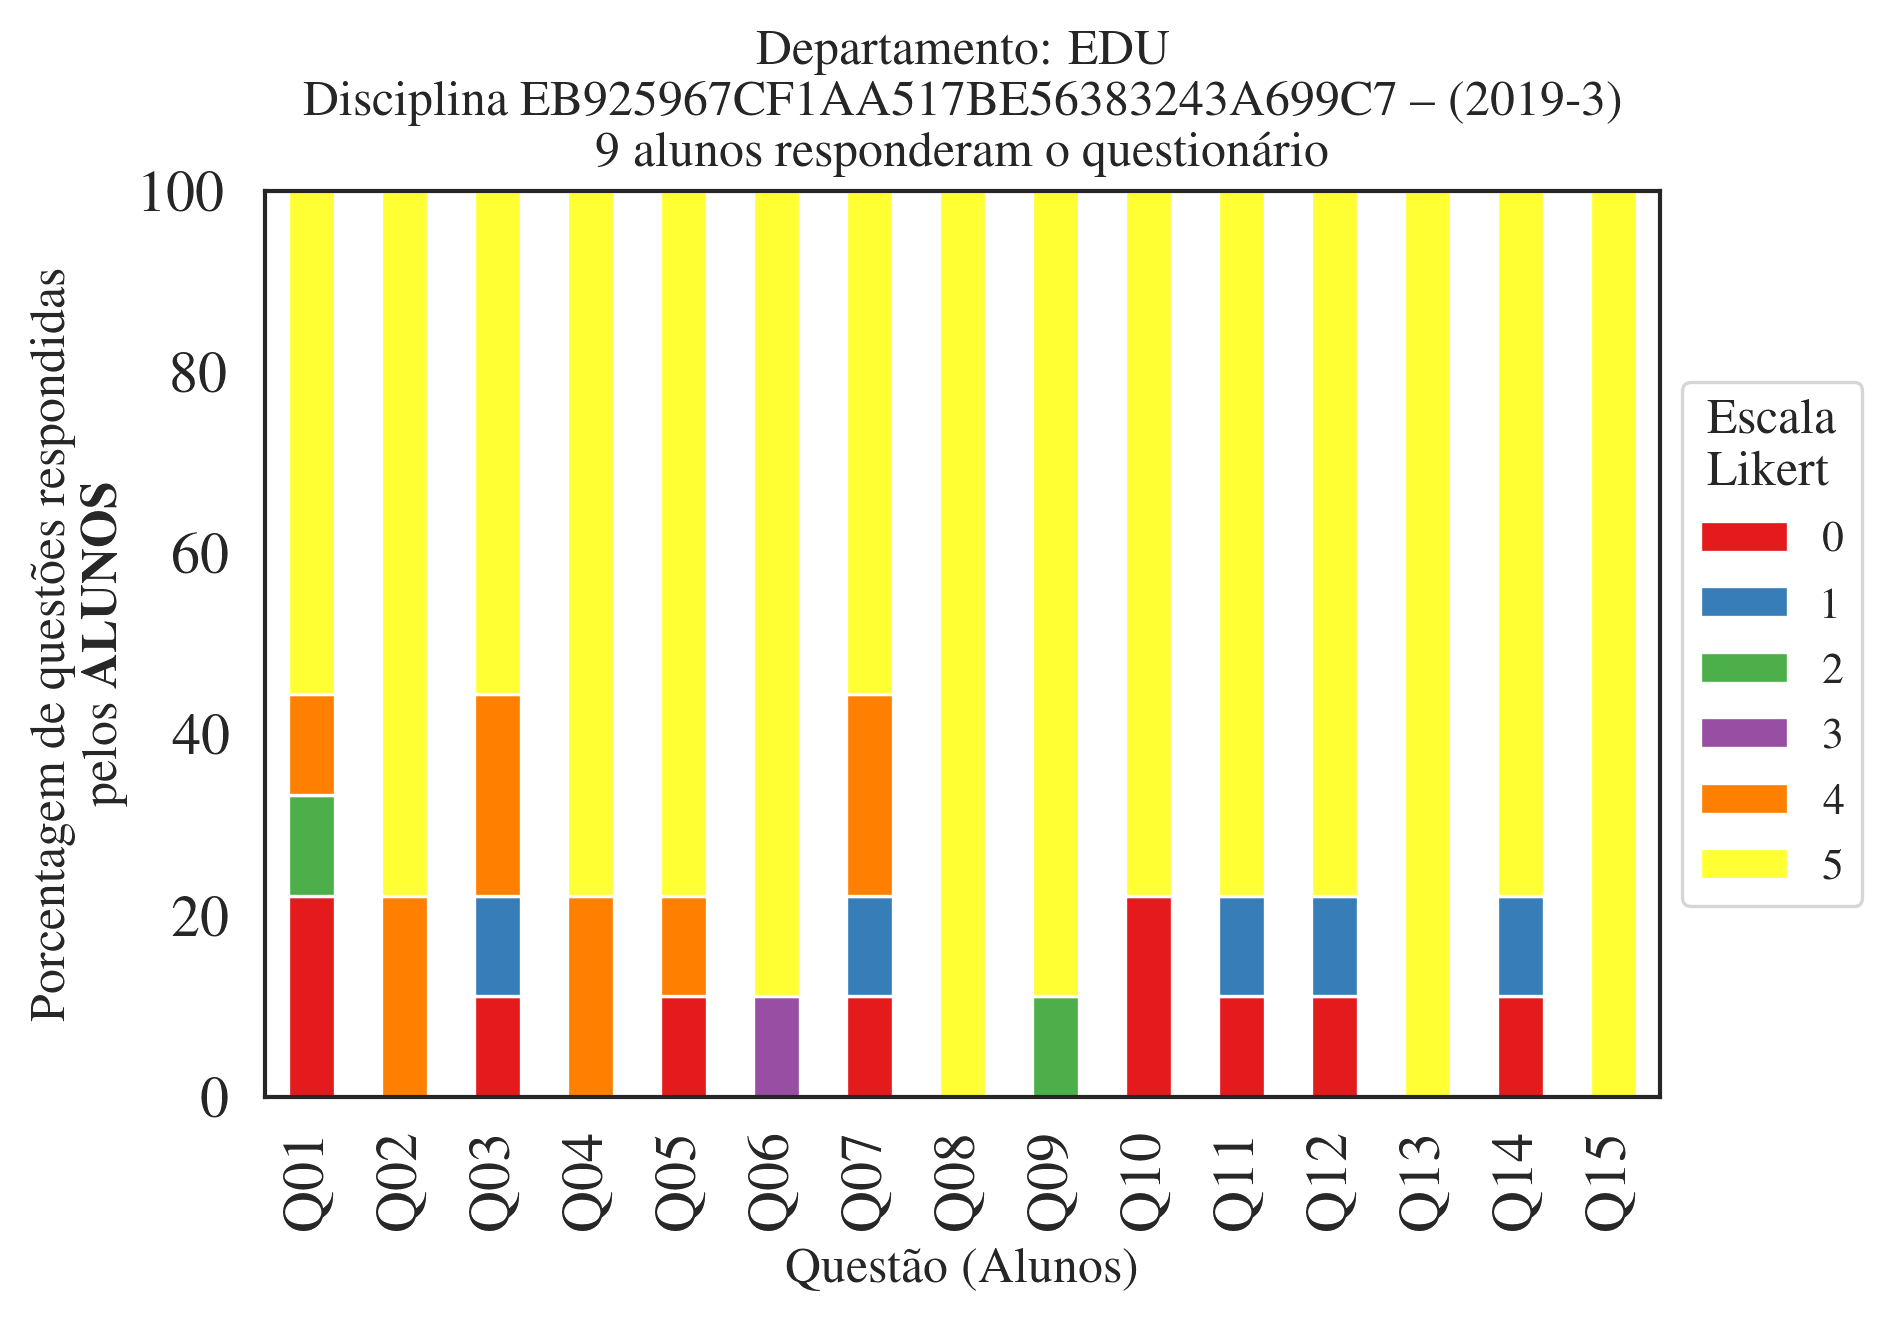 Departamento: EDU
Disciplina EB925967CF1AA517BE56383243A699C7 – (2019-3)
9 alunos responderam o questionário
Porcentagem de questões respondidas
pelos ALUNOS
100
80
60
40
20
0
Q01
Q02
Q03
Q04
Q05
Q06
Q07
Q08
Q09
Q10
Q11
Q12
Q13
Q14
Q15
Questão (Alunos)
Escala
Likert
0
1
2
3
4
5